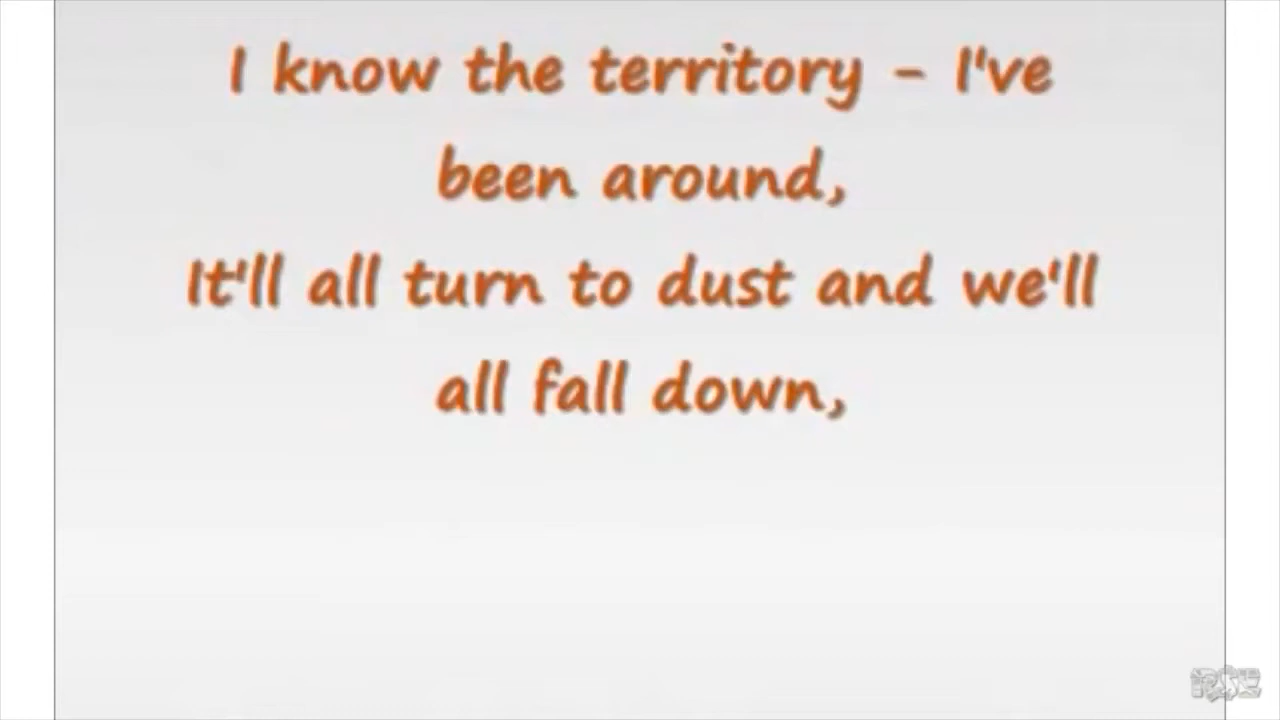 I know the territory - I've
been around,
It'll all turn to dust and we'll
all fall down,